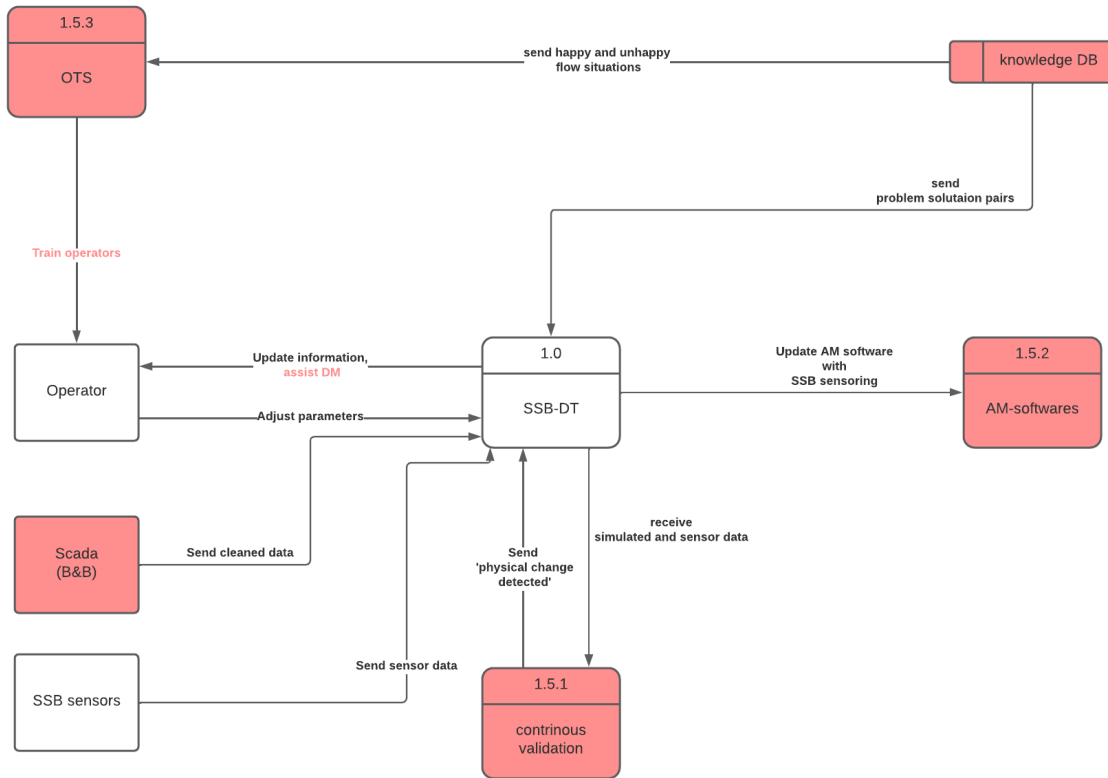 1.5.3
OTS
send happy and unhappy
flow situations
knowledge DB
send
problem solutaion pairs
Train operators
Operator
Update information,
assist DM
Adjust parameters
1.0
SSB-DT
Update AM software
with
SSB sensoring
1.5.2
AM-softwares
Scada
(B&B)
Send cleaned data
Send
'physical change
detected'
receive
simulated and sensor data
SSB sensors
Send sensor data
1.5.1
contrinous
validation